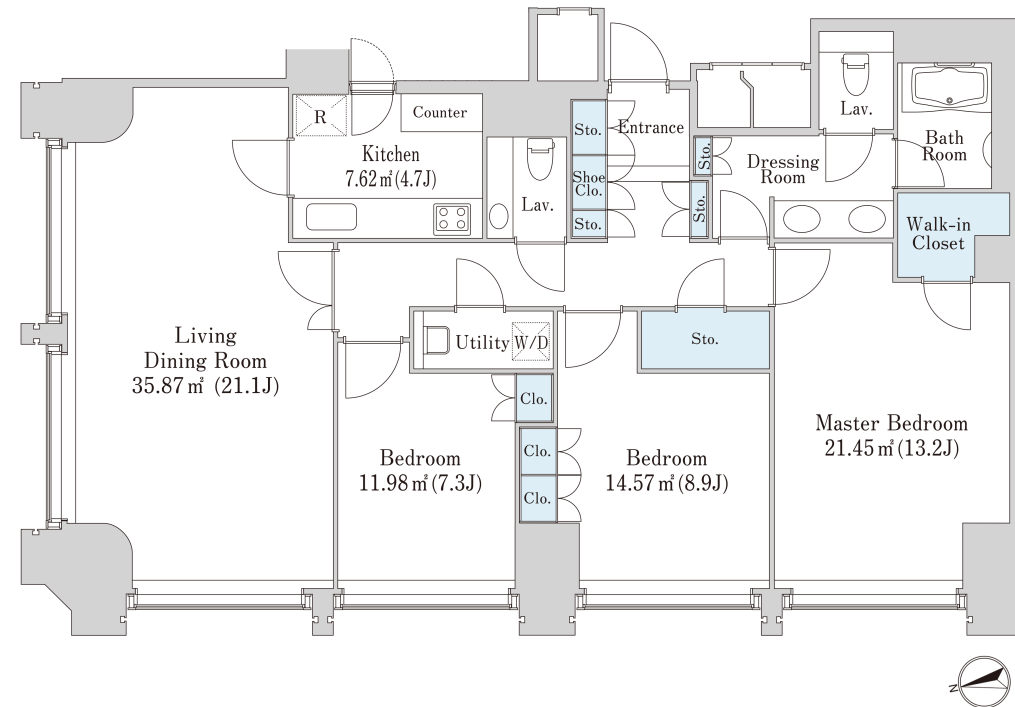 R
Counter
Kitchen
7.62㎡(4.7J)
Lav.
Sto.
Shoe
Clo.
Sto.
Entrance
Sto.
Sto.
Dressing
Room
Lav.
Bath
Room
Walk-in
Closet
Living
Dining Room
35.87㎡ (21.1J)
Utility
W/D
Sto.
Clo.
Clo.
Clo.
Bedroom
11.98㎡(7.3J)
Bedroom
14.57㎡(8.9J)
Master Bedroom
21.45㎡(13.2J)
N